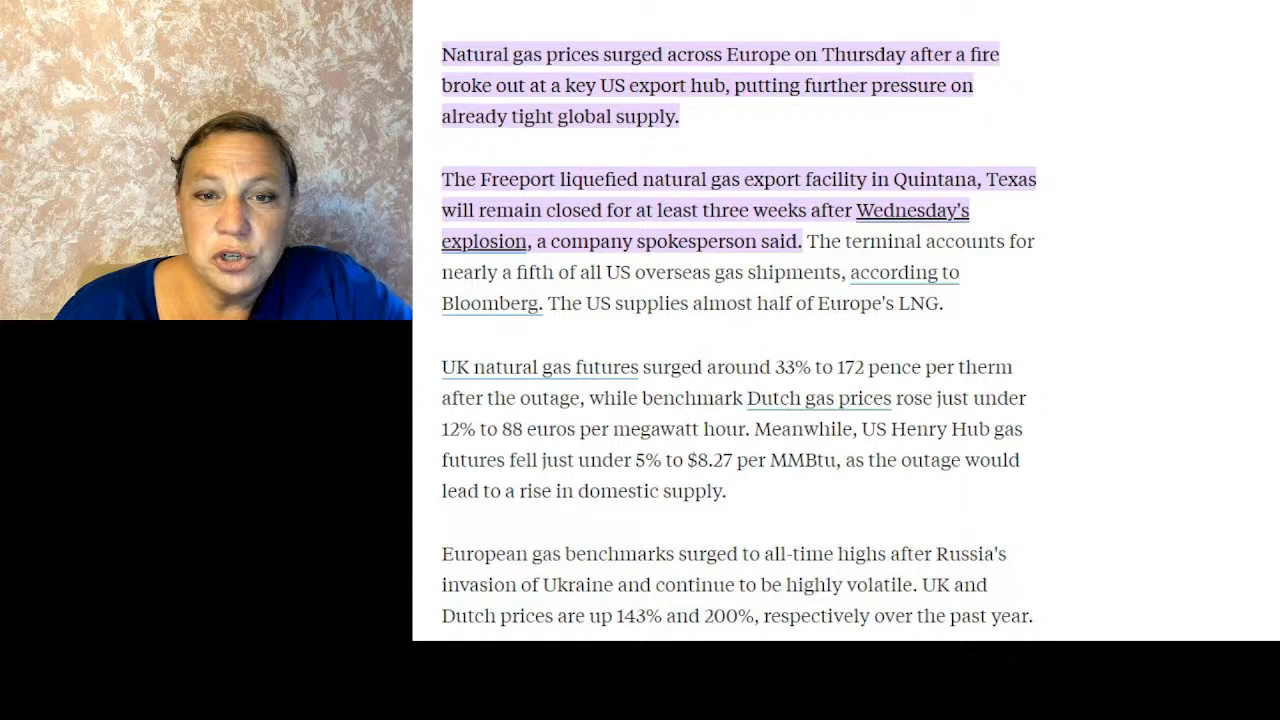 Natural gas prices surged across Europe on Thursday after a fire
broke out at a key US export hub, putting further pressure on
already tight global supply.
The Freeport liquefied natural gas export facility in Quintana, Texas
will remain closed for at least three weeks after Wednesday's
explosion, a company spokesperson said. The terminal accounts for
nearly a fifth of all US overseas gas shipments, according to
Bloomberg. The US supplies almost half of Europe's LNG.
UK natural gas futures surged around 33% to 172 pence per therm
after the outage, while benchmark Dutch gas prices rose just under
12% to 88 euros per megawatt hour. Meanwhile, US Henry Hub gas
futures fell just under 5% to $8.27 per MMBtu, as the outage would
lead to a rise in domestic supply.
European gas benchmarks surged to all-time highs after Russia's
invasion of Ukraine and continue to be highly volatile. UK and
Dutch prices are up 143% and 200%, respectively over the past year.